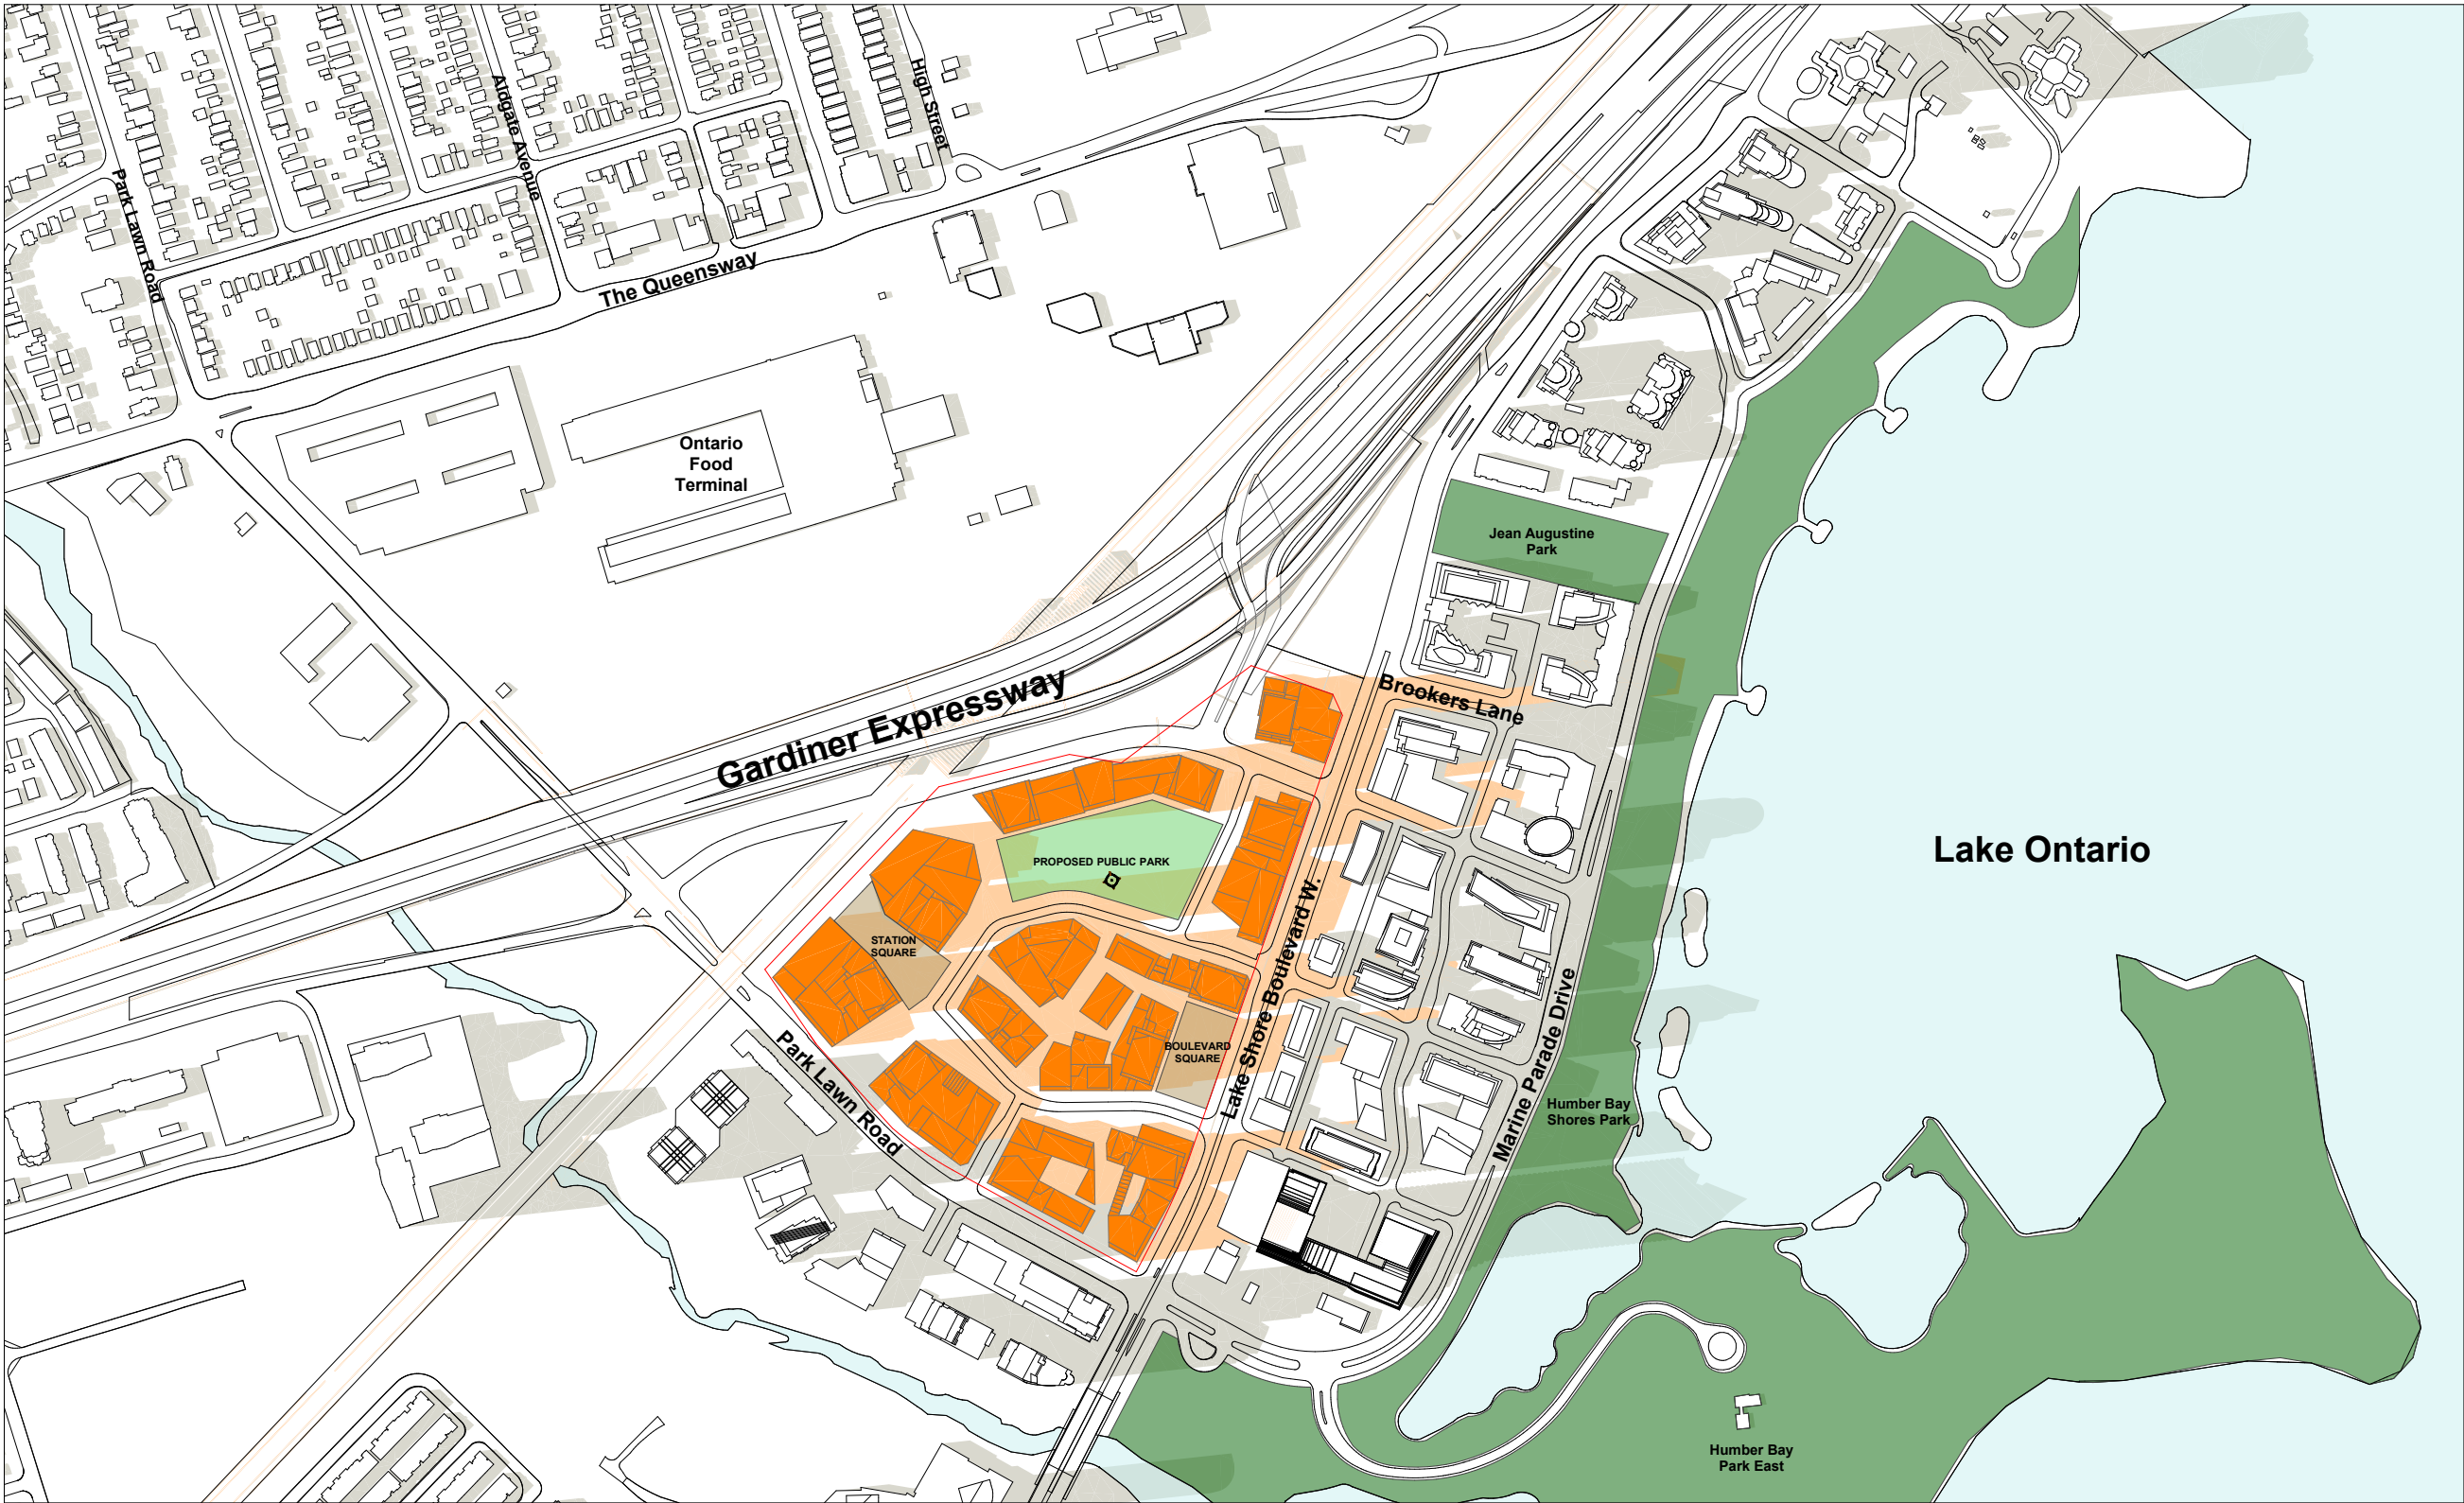 High Street
Aldgate Avenue
Park Lawn Road
The Queensway
Ontario
Food
Terminal
Jean Augustine
Park
Brookers Lane
Gardiner Expressway
PROPOSED PUBLIC PARK
Lake Ontario
STATION
SQUARE
Lake Shore Boulevard W.
BOULEVARD
SQUARE
Marine Parade Drive
Park Lawn Road
Humber Bay
Shores Park
Humber Bay
Park East